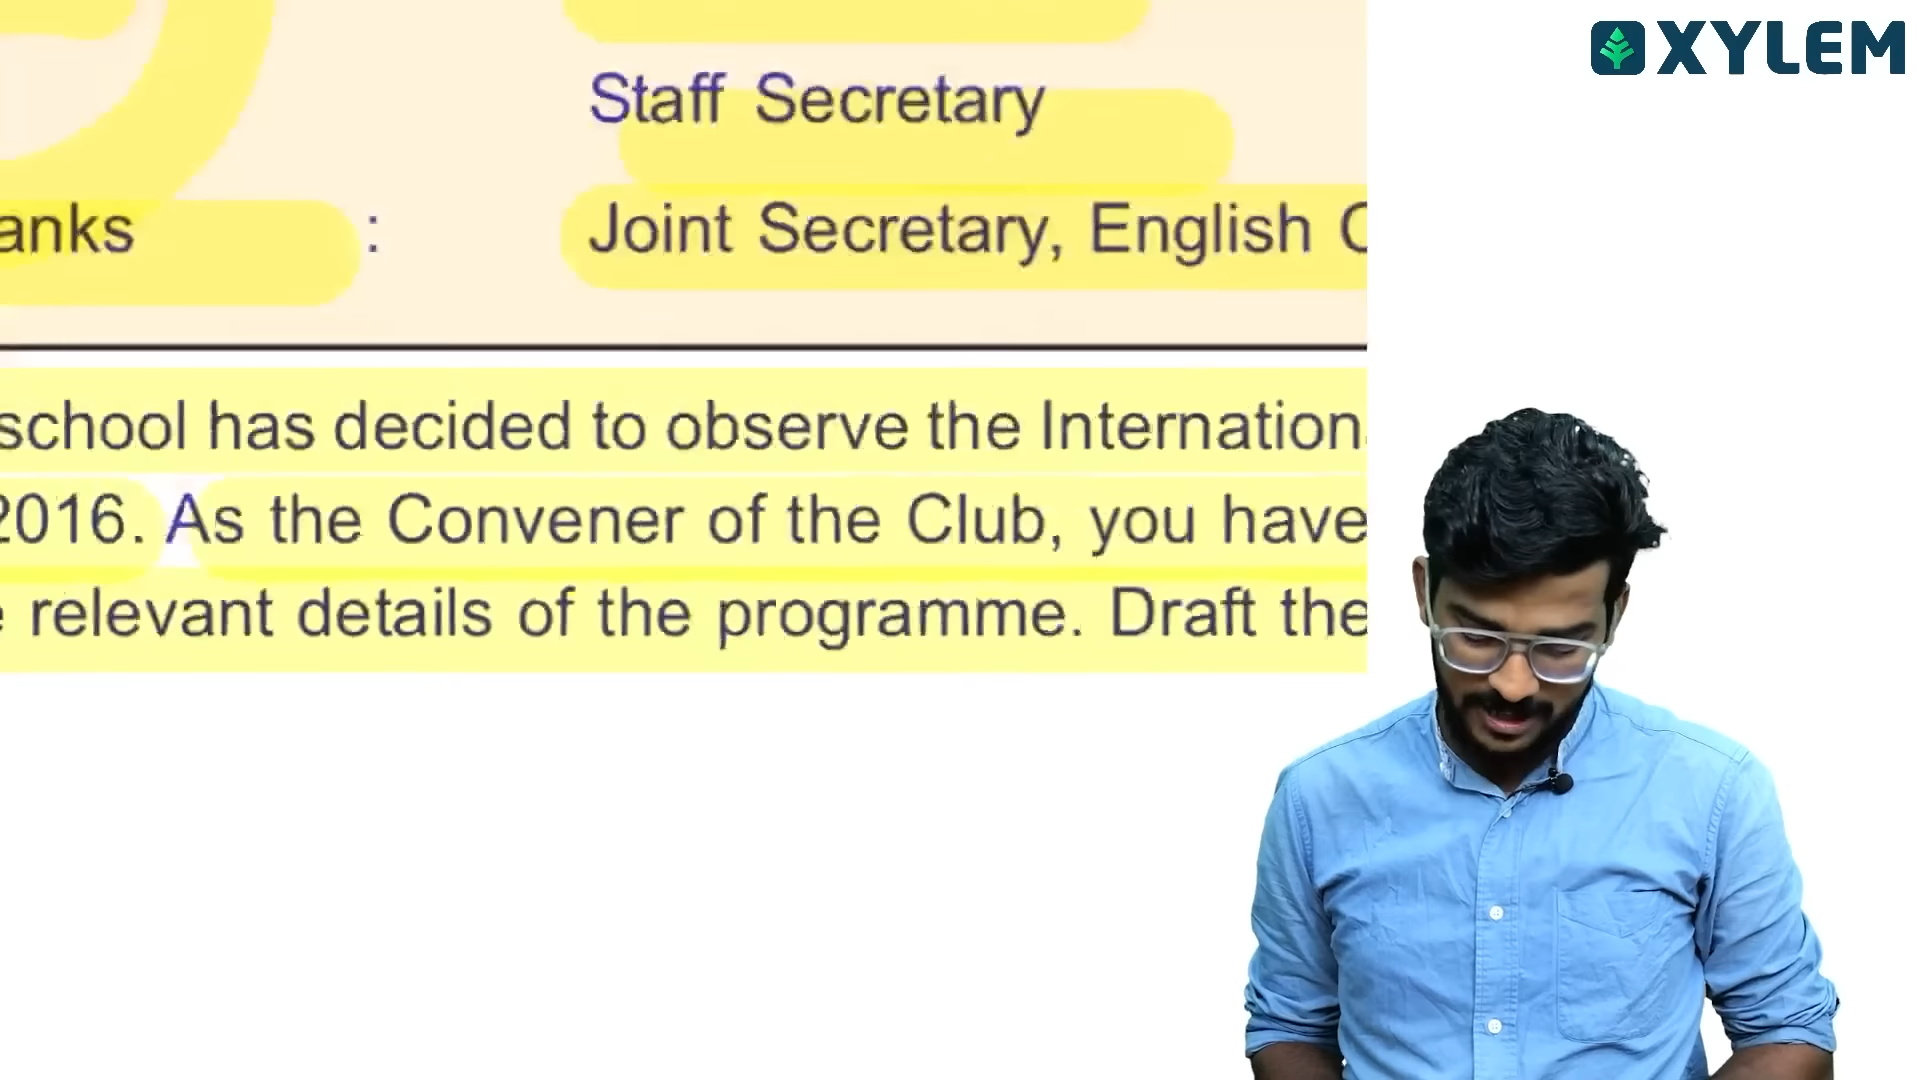 XYLEM
Staff Secretary
anks : Joint Secretary, English
school has decided to observe the Internation
2016. As the Convener of the Club, you have
relevant details of the programme. Draft the